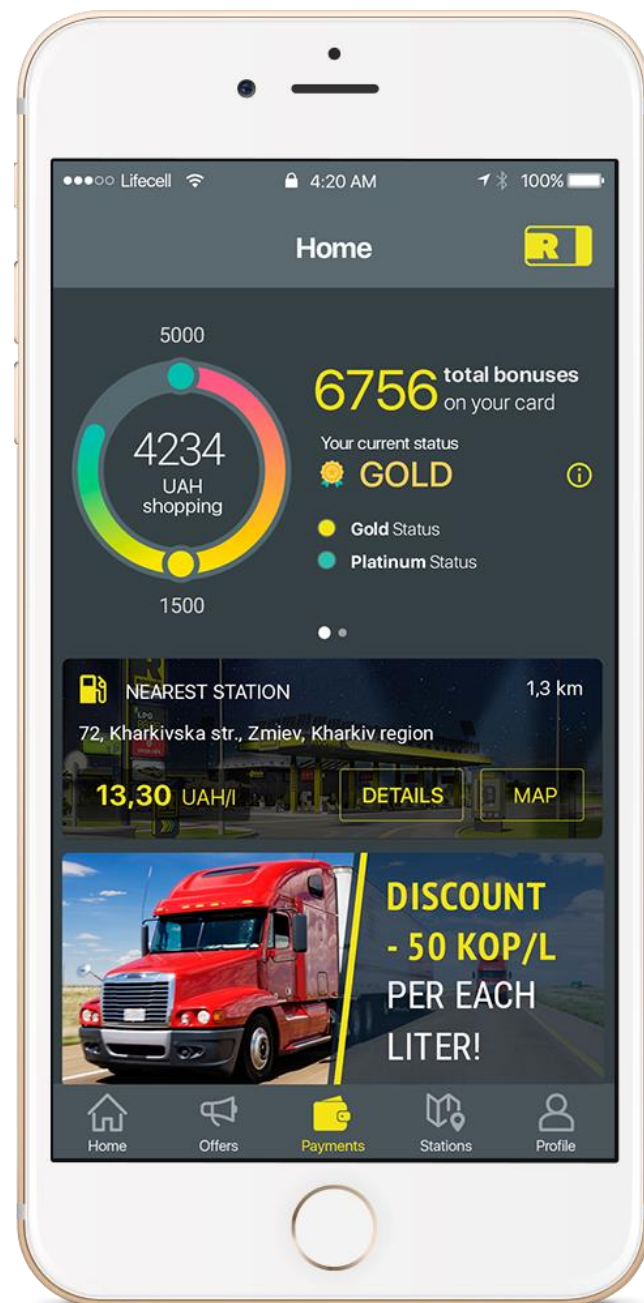 Lifecell 4:20 AM 100%
Home
R
5000
4234
UAH
shopping
1500
6756 total bonuses
on your card
Your current status
GOLD
Gold Status
Platinum Status
NEAREST STATION 1,3 km
72, Kharkivska str., Zmiev, Kharkiv region
13,30 UAH/l DETAILS MAP
LPG
DISCOUNT
- 50 KOP/L
PER EACH
LITER!
Home Offers Payments Stations Profile